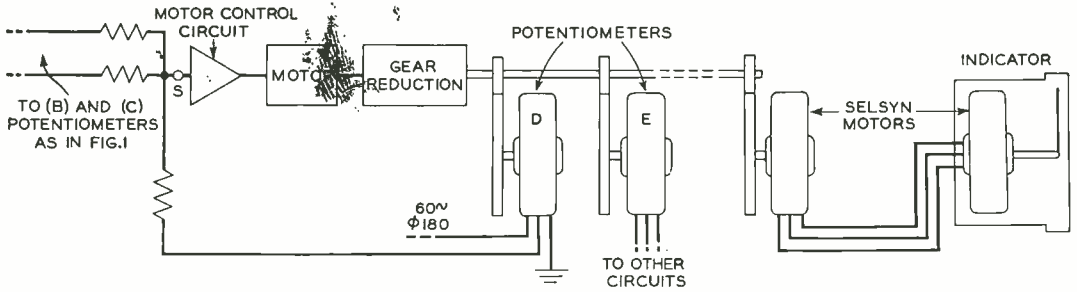 MOTOR CONTROL
CIRCUIT
S
MOTOR
GEAR
REDUCTION
POTENTIOMETERS
D
E
INDICATOR
SELSYN
MOTORS
TO (B) AND (C)
POTENTIOMETERS
AS IN FIG.1
60~
Φ180
TO OTHER
CIRCUITS